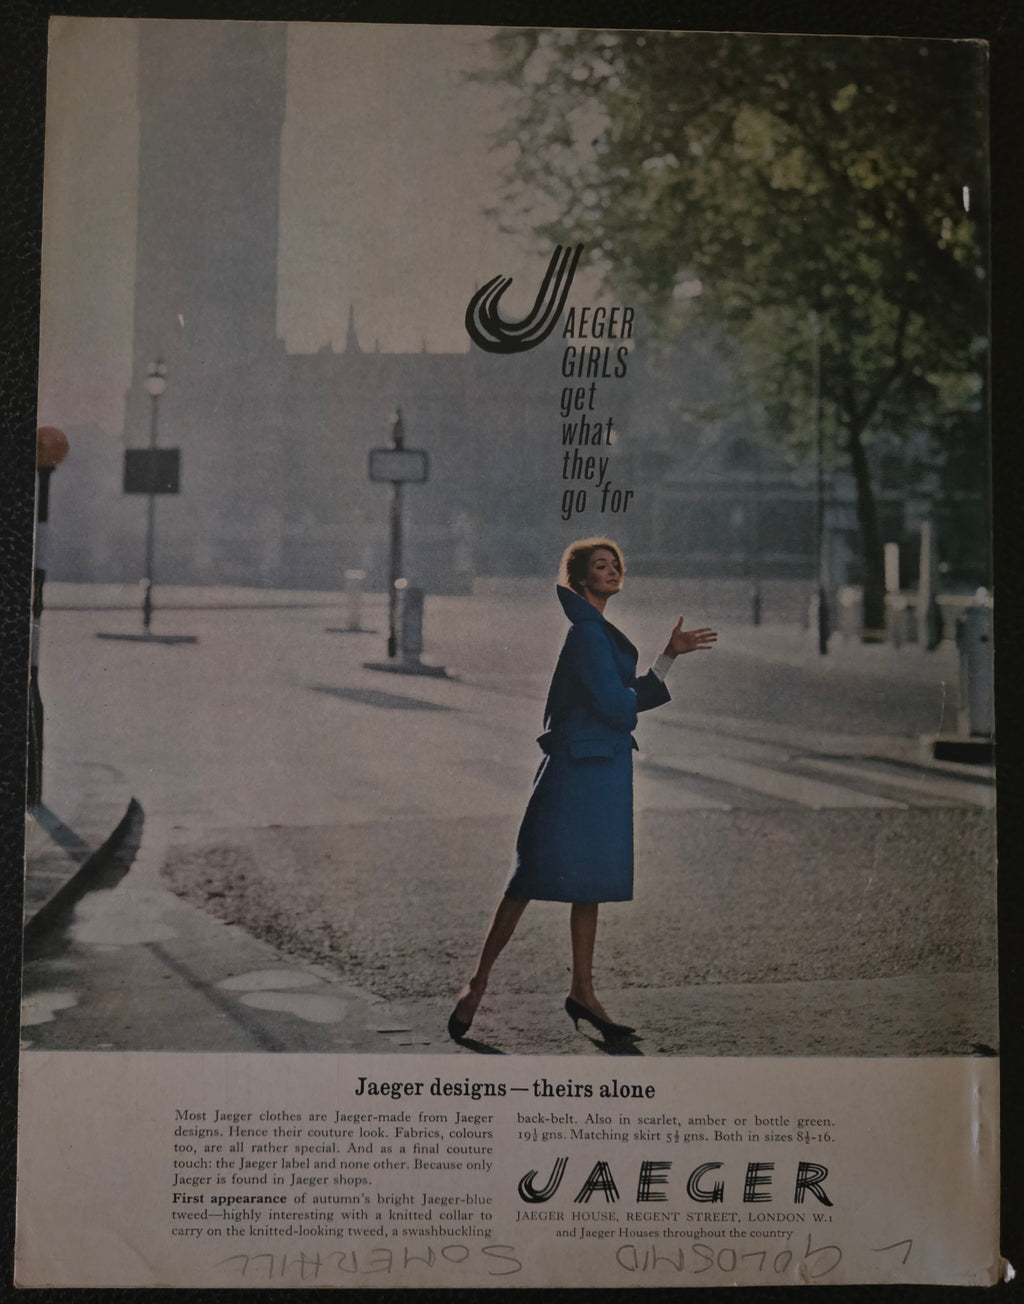 JAEGER
GIRLS
get
what
they
go for
Jaeger designs—theirs alone
Most Jaeger clothes are Jaeger-made from Jaeger
designs. Hence their couture look. Fabrics, colours
too, are all rather special. And as a final couture
touch: the Jaeger label and none other. Because only
Jaeger is found in Jaeger shops.
First appearance of autumn's bright Jaeger-blue
tweed—highly interesting with a knitted collar to
carry on the knitted-looking tweed, a swashbuckling
back-belt. Also in scarlet, amber or bottle green.
19½ gns. Matching skirt 5½ gns. Both in sizes 8½-16.
JAEGER
JAEGER HOUSE, REGENT STREET, LONDON W.1
and Jaeger Houses throughout the country
GOLDSMID
SOMERHILL